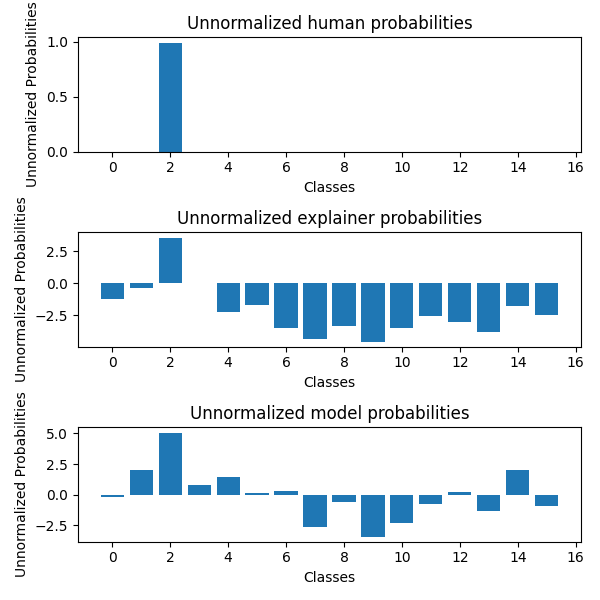 Unnormalized human probabilities
Unnormalized Probabilities
1.0
0.5
0.0
0 2 4 6 8 10 12 14 16
Classes
Unnormalized explainer probabilities
Unnormalized Probabilities
2.5
0.0
−2.5
0 2 4 6 8 10 12 14 16
Classes
Unnormalized model probabilities
Unnormalized Probabilities
5.0
2.5
0.0
−2.5
0 2 4 6 8 10 12 14 16
Classes